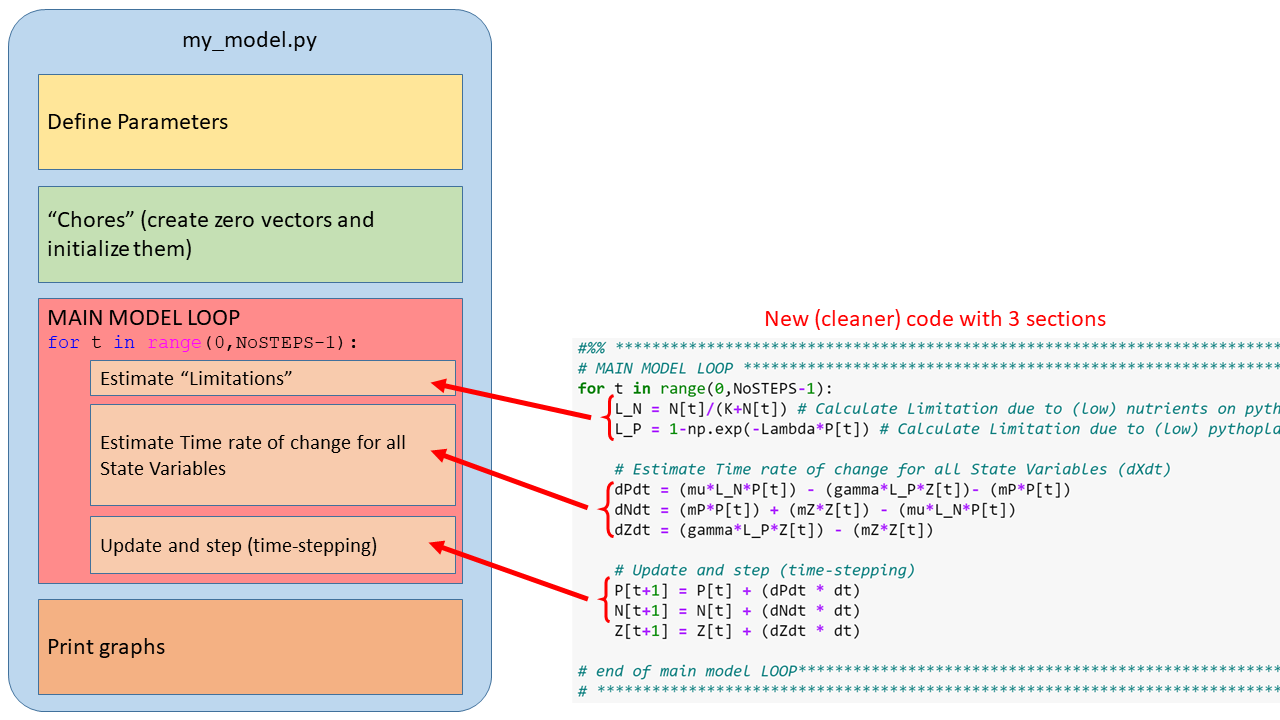 my_model.py
Define Parameters
“Chores” (create zero vectors and
initialize them)
MAIN MODEL LOOP
for t in range(0,NoSTEPS-1):
Estimate “Limitations”
Estimate Time rate of change for all
State Variables
Update and step (time-stepping)
Print graphs
New (cleaner) code with 3 sections
#%% *************************************************************************
# MAIN MODEL LOOP ***********************************************************
for t in range(0,NoSTEPS-1):
    L_N = N[t]/(K+N[t]) # Calculate Limitation due to (low) nutrients on pyth
    L_P = 1-np.exp(-Lambda*P[t]) # Calculate Limitation due to (low) pythopla
    # Estimate Time rate of change for all State Variables (dXdt)
    dPdt = (mu*L_N*P[t]) - (gamma*L_P*Z[t])- (mP*P[t])
    dNdt = (mP*P[t]) + (mZ*Z[t]) - (mu*L_N*P[t])
    dZdt = (gamma*L_P*Z[t]) - (mZ*Z[t])
    # Update and step (time-stepping)
    P[t+1] = P[t] + (dPdt * dt)
    N[t+1] = N[t] + (dNdt * dt)
    Z[t+1] = Z[t] + (dZdt * dt)
# end of main model LOOP*****************************************************
# ***************************************************************************